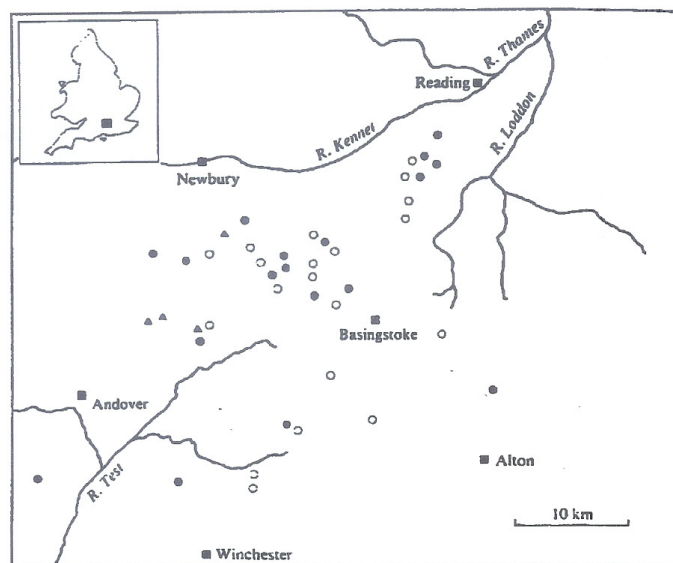 R. Thames
Reading
R. Loddon
R. Kennet
Newbury
Basingstoke
Andover
R. Test
Alton
10 km
Winchester